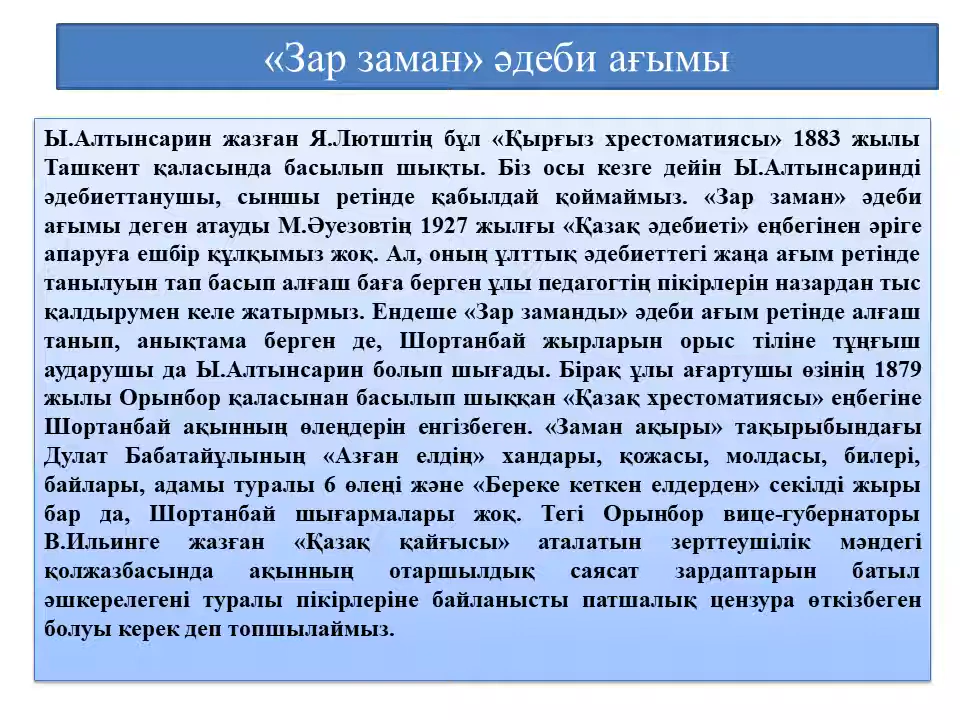 «Зар заман» әдеби ағымы
Ы.Алтынсарин жазған Я.Лютштің бұл «Қырғыз хрестоматиясы» 1883 жылы
Ташкент қаласында басылып шықты. Біз осы кезге дейін Ы.Алтынсаринді
әдебиеттанушы, сыншы ретінде қабылдай қоймаймыз. «Зар заман» әдеби
ағымы деген атауды М.Әуезовтің 1927 жылғы «Қазақ әдебиеті» еңбегінен әріге
апаруға ешбір құлқымыз жоқ. Ал, оның ұлттық әдебиеттегі жаңа ағым ретінде
танылуын тап басып алғаш баға берген ұлы педагогтің пікірлерін назардан тыс
қалдырумен келе жатырмыз. Ендеше «Зар заманды» әдеби ағым ретінде алғаш
танып, анықтама берген де, Шортанбай жырларын орыс тіліне тұңғыш
аударушы да Ы.Алтынсарин болып шығады. Бірақ ұлы ағартушы өзінің 1879
жылы Орынбор қаласынан басылып шыққан «Қазақ хрестоматиясы» еңбегіне
Шортанбай ақынның өлеңдерін енгізбеген. «Заман ақыры» тақырыбындағы
Дулат Бабатайұлының «Азған елдің» хандары, қожасы, молдасы, билері,
байлары, адамы туралы 6 өлеңі және «Береке кеткен елдерден» секілді жыры
бар да, Шортанбай шығармалары жоқ. Тегі Орынбор вице-губернаторы
В.Ильинге жазған «Қазақ қайғысы» аталатын зерттеушілік мәндегі
қолжазбасында ақынның отаршылдық саясат зардаптарын батыл
әшкерелегені туралы пікірлеріне байланысты патшалық цензура өткізбеген
болуы керек деп топшылаймыз.